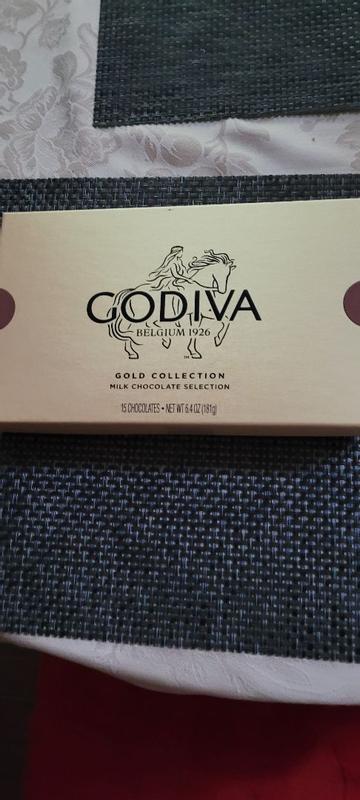 GODIVA
BELGIUM 1926
GOLD COLLECTION
MILK CHOCOLATE SELECTION
15 CHOCOLATES • NET WT 6.4 OZ (181g)